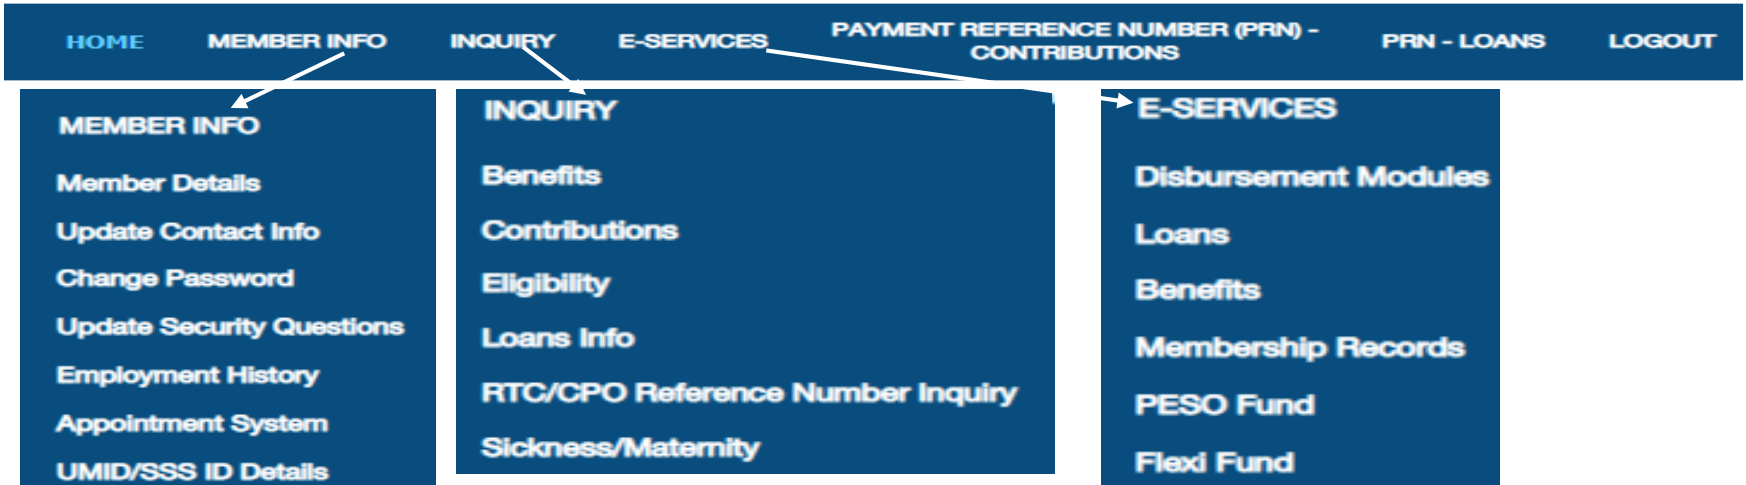 HOME
MEMBER INFO
INQUIRY
E-SERVICES
PAYMENT REFERENCE NUMBER (PRN) -
CONTRIBUTIONS
PRN - LOANS
LOGOUT
MEMBER INFO
Member Details
Update Contact Info
Change Password
Update Security Questions
Employment History
Appointment System
UMID/SSS ID Details
INQUIRY
Benefits
Contributions
Eligibility
Loans Info
RTC/CPO Reference Number Inquiry
Sickness/Maternity
E-SERVICES
Disbursement Modules
Loans
Benefits
Membership Records
PESO Fund
Flexi Fund